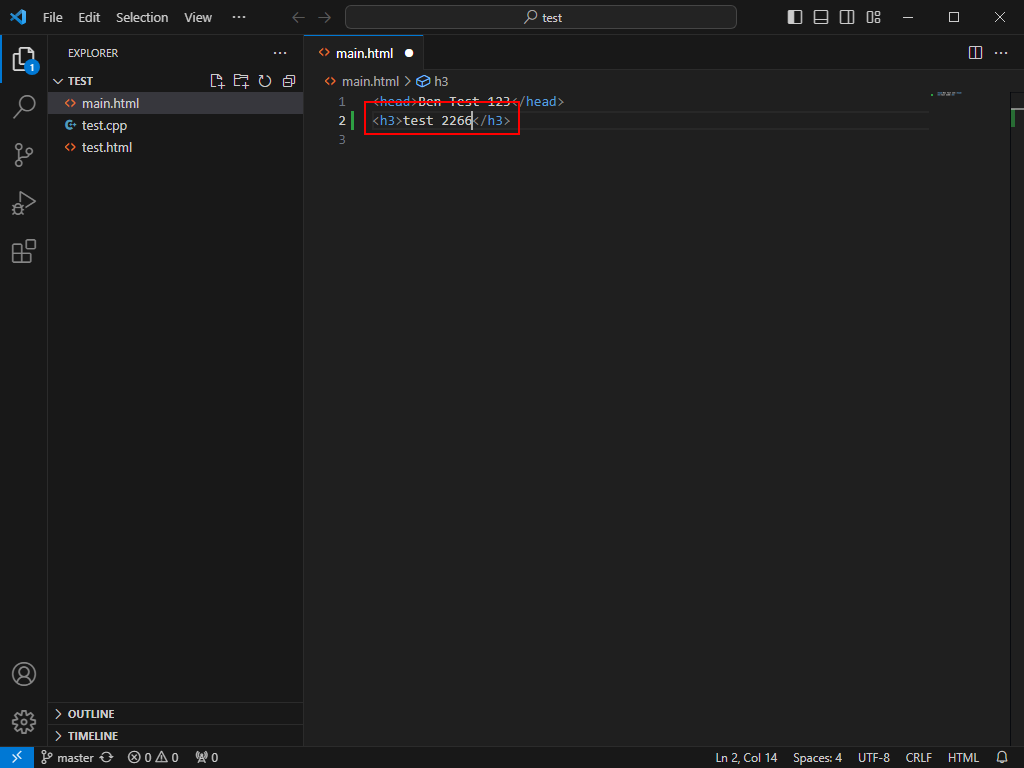 File Edit Selection View ···
test
EXPLORER ···
TEST
main.html
test.cpp
test.html
OUTLINE
TIMELINE
main.html
main.html > h3
1 <head>Ben Test 123</head>
2 <h3>test 2266</h3>
3
1
master 0 0 0
Ln 2, Col 14 Spaces: 4 UTF-8 CRLF HTML